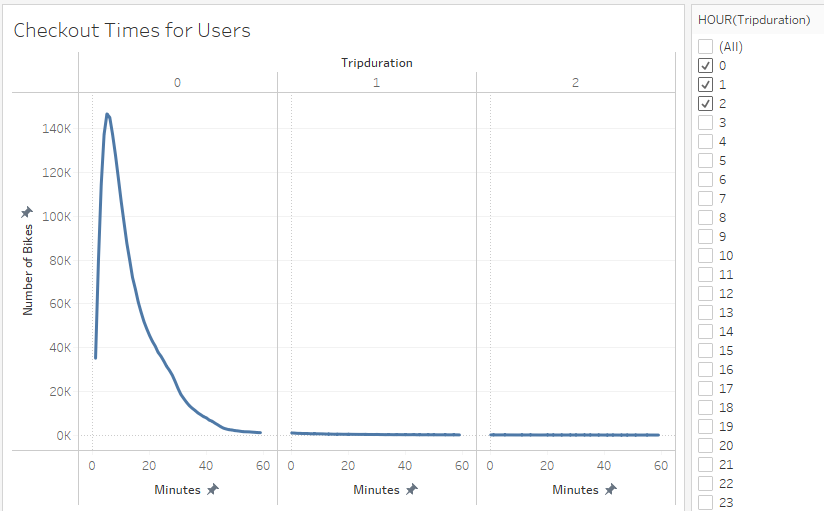 Checkout Times for Users
Tripduration
0 1 2
Number of Bikes
140K
120K
100K
80K
60K
40K
20K
0K
0 20 40 60 0 20 40 60 0 20 40 60
Minutes Minutes Minutes
HOUR(Tripduration)
(All)
0
1
2
3
4
5
6
7
8
9
10
11
12
13
14
15
16
17
18
19
20
21
22
23